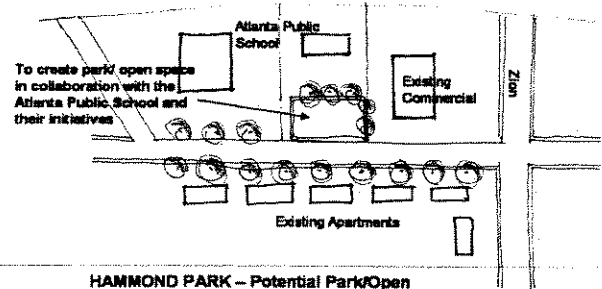 Atlanta Public
School
To create park/ open space
in collaboration with the
Atlanta Public School and
their initiatives
Existing
Commercial
Zion
Existing Apartments
HAMMOND PARK – Potential Park/Open